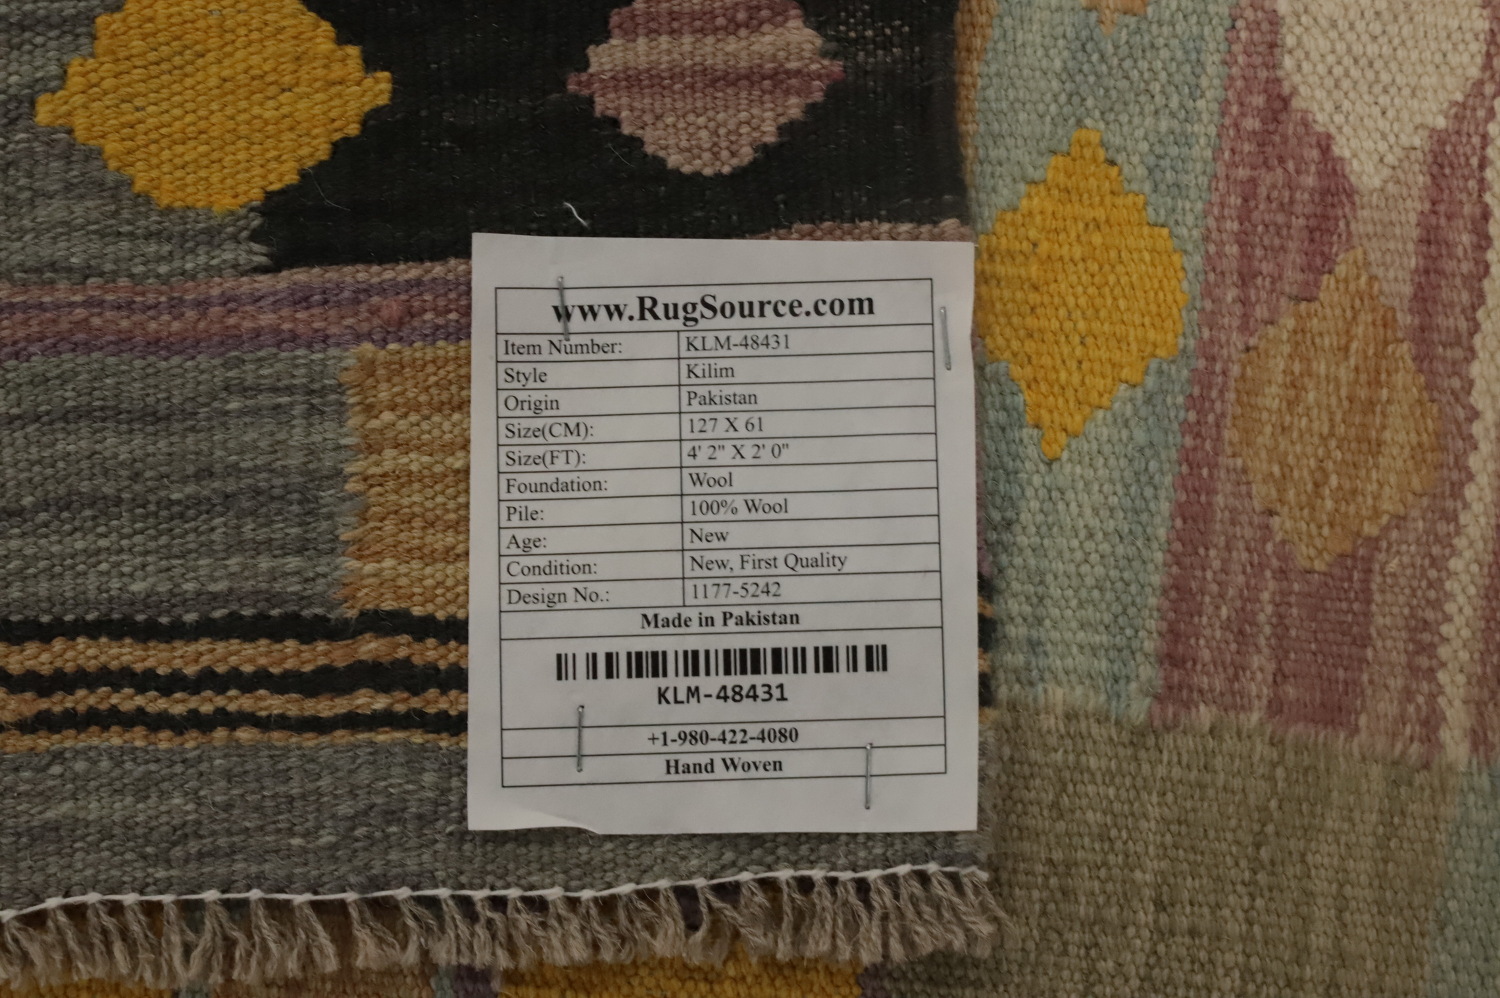 www.RugSource.com
Item Number: KLM-48431
Style Kilim
Origin Pakistan
Size(CM): 127 X 61
Size(FT): 4' 2" X 2' 0"
Foundation: Wool
Pile: 100% Wool
Age: New
Condition: New, First Quality
Design No.: 1177-5242
Made in Pakistan
KLM-48431
+1-980-422-4080
Hand Woven